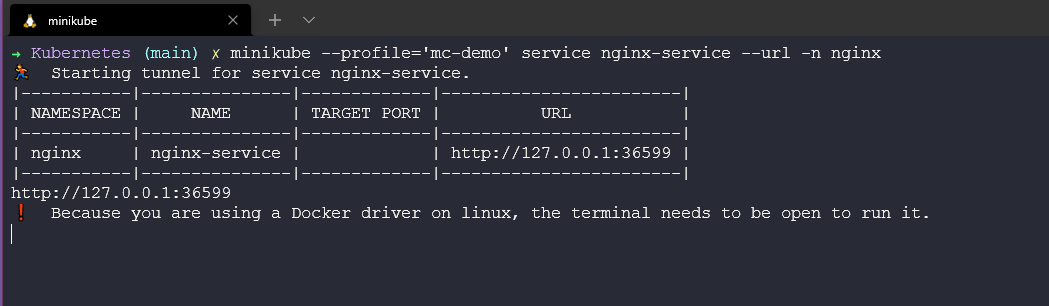 minikube
→ Kubernetes (main) ✗ minikube --profile='mc-demo' service nginx-service --url -n nginx
🏃 Starting tunnel for service nginx-service.
|-----------|---------------|-------------|------------------------|
| NAMESPACE |     NAME      | TARGET PORT |          URL           |
|-----------|---------------|-------------|------------------------|
| nginx     | nginx-service |             | http://127.0.0.1:36599 |
|-----------|---------------|-------------|------------------------|
http://127.0.0.1:36599
❗ Because you are using a Docker driver on linux, the terminal needs to be open to run it.